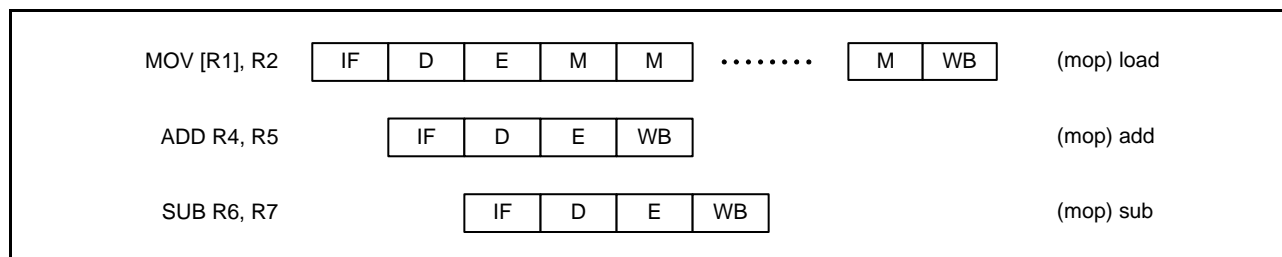 MOV [R1], R2 IF D E M M ········ M WB (mop) load
ADD R4, R5 IF D E WB (mop) add
SUB R6, R7 IF D E WB (mop) sub